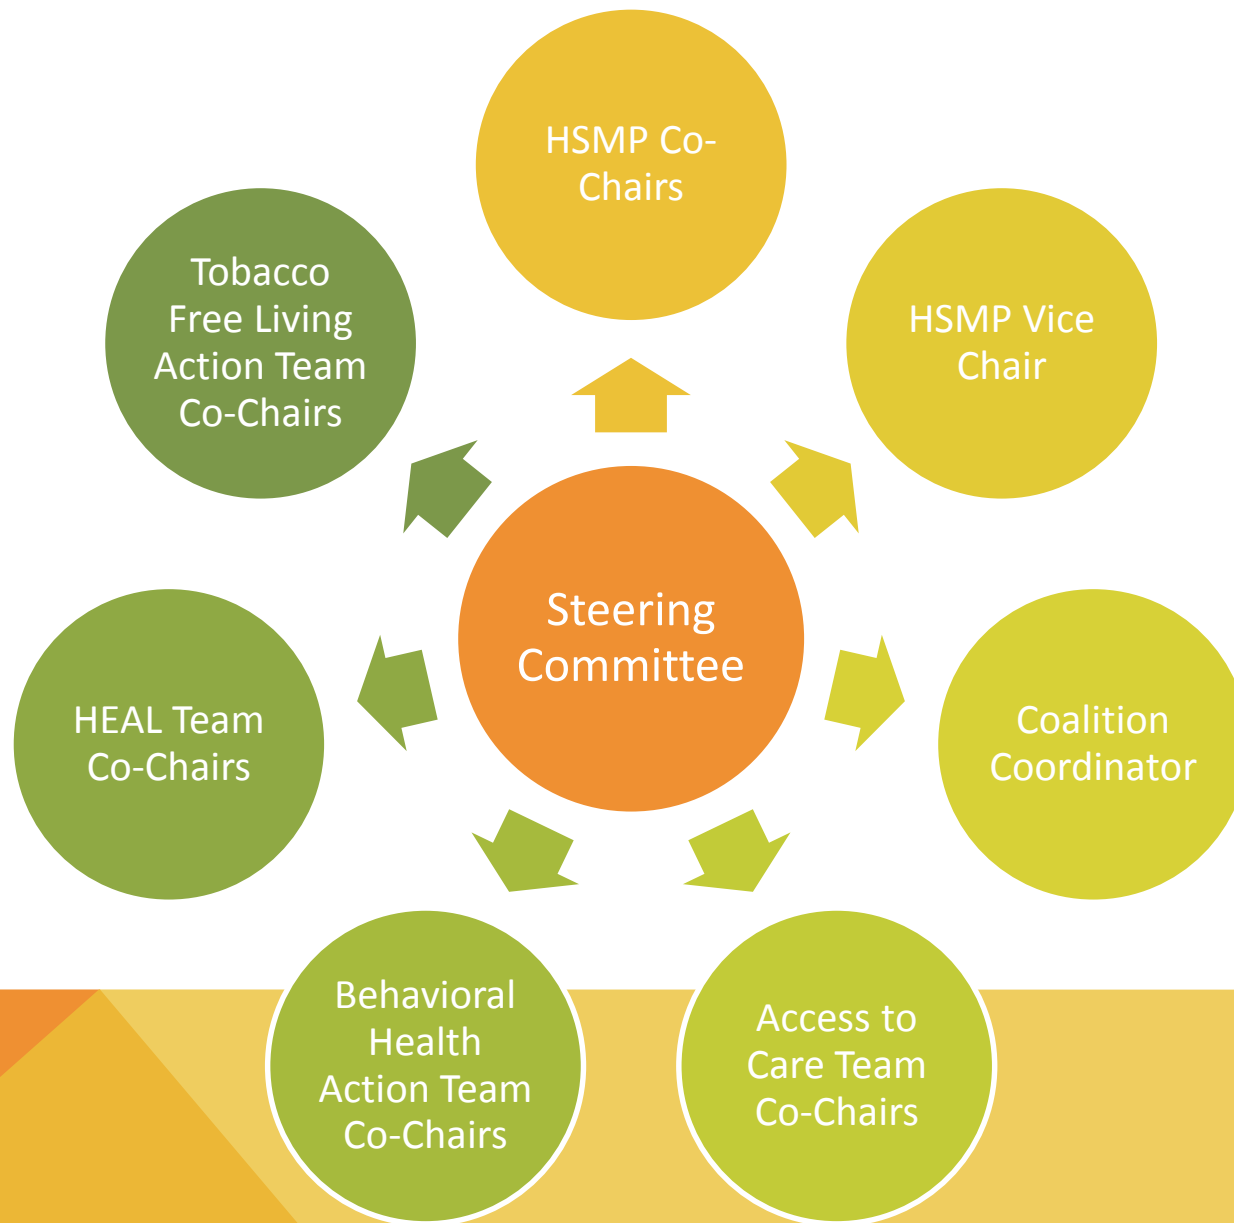 HSMP Co-
Chairs
HSMP Vice
Chair
Coalition
Coordinator
Access to
Care Team
Co-Chairs
Behavioral
Health
Action Team
Co-Chairs
HEAL Team
Co-Chairs
Tobacco
Free Living
Action Team
Co-Chairs
Steering
Committee